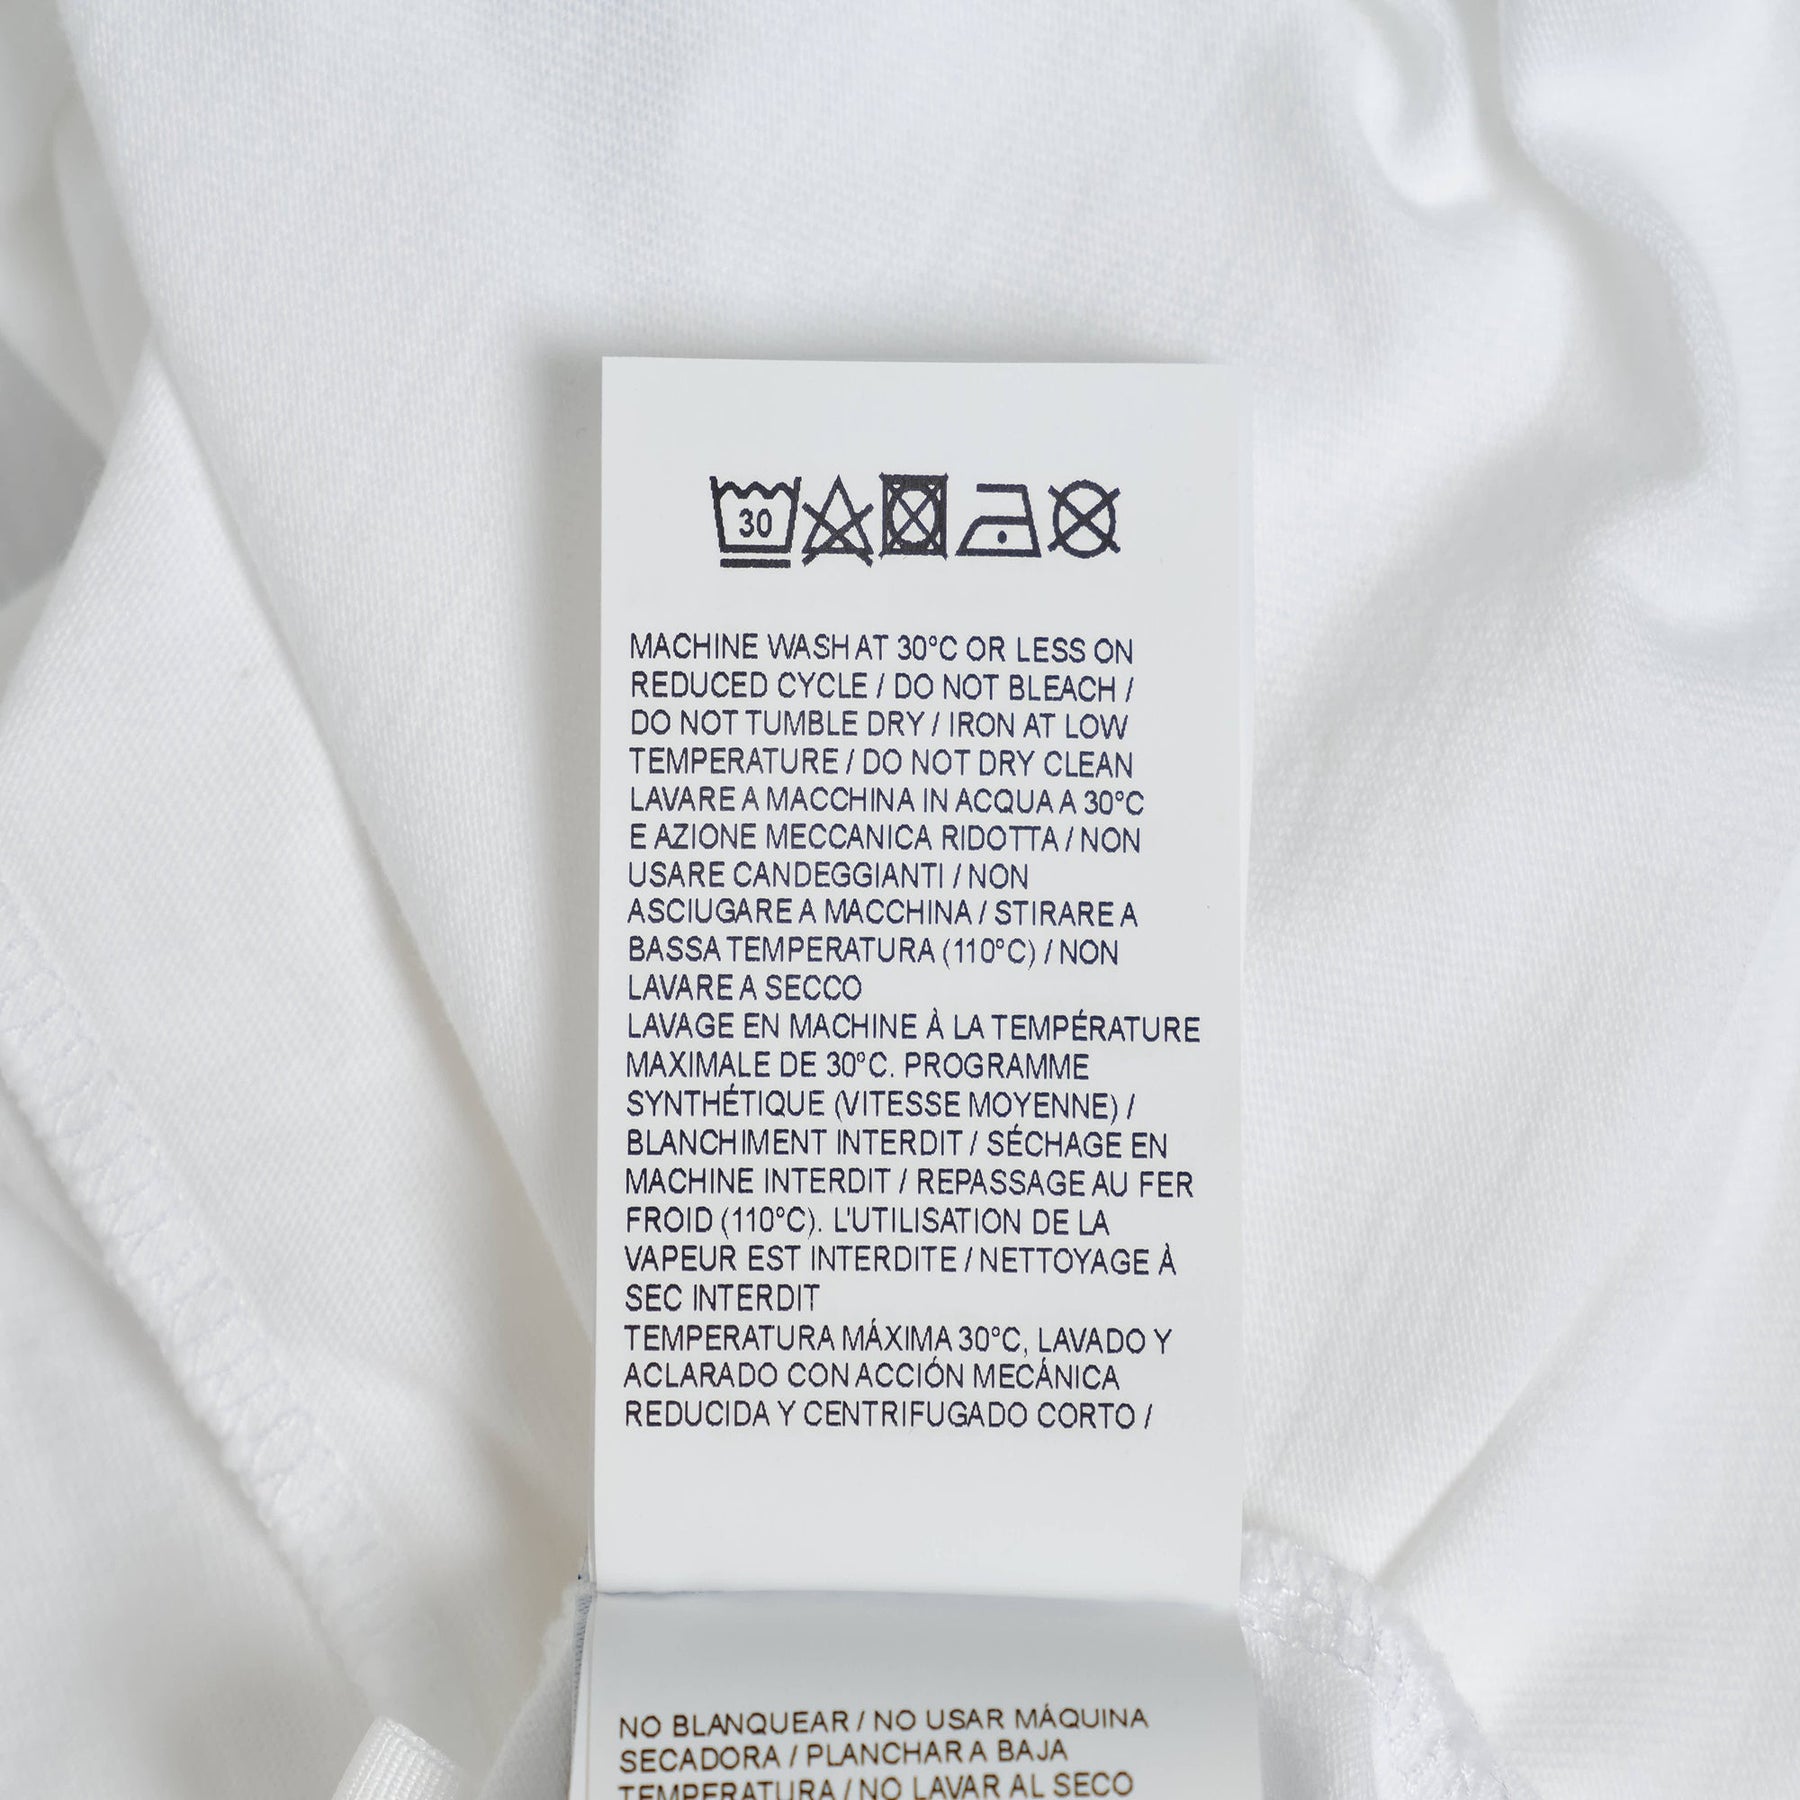 30
MACHINE WASH AT 30°C OR LESS ON
REDUCED CYCLE / DO NOT BLEACH /
DO NOT TUMBLE DRY / IRON AT LOW
TEMPERATURE / DO NOT DRY CLEAN
LAVARE A MACCHINA IN ACQUA A 30°C
E AZIONE MECCANICA RIDOTTA / NON
USARE CANDEGGIANTI / NON
ASCIUGARE A MACCHINA / STIRARE A
BASSA TEMPERATURA (110°C) / NON
LAVARE A SECCO
LAVAGE EN MACHINE À LA TEMPÉRATURE
MAXIMALE DE 30°C. PROGRAMME
SYNTHÉTIQUE (VITESSE MOYENNE) /
BLANCHIMENT INTERDIT / SÉCHAGE EN
MACHINE INTERDIT / REPASSAGE AU FER
FROID (110°C). L'UTILISATION DE LA
VAPEUR EST INTERDITE / NETTOYAGE À
SEC INTERDIT
TEMPERATURA MÁXIMA 30°C, LAVADO Y
ACLARADO CON ACCIÓN MECÁNICA
REDUCIDA Y CENTRIFUGADO CORTO /
NO BLANQUEAR / NO USAR MÁQUINA
SECADORA / PLANCHAR A BAJA
TEMPERATURA / NO LAVAR AL SECO